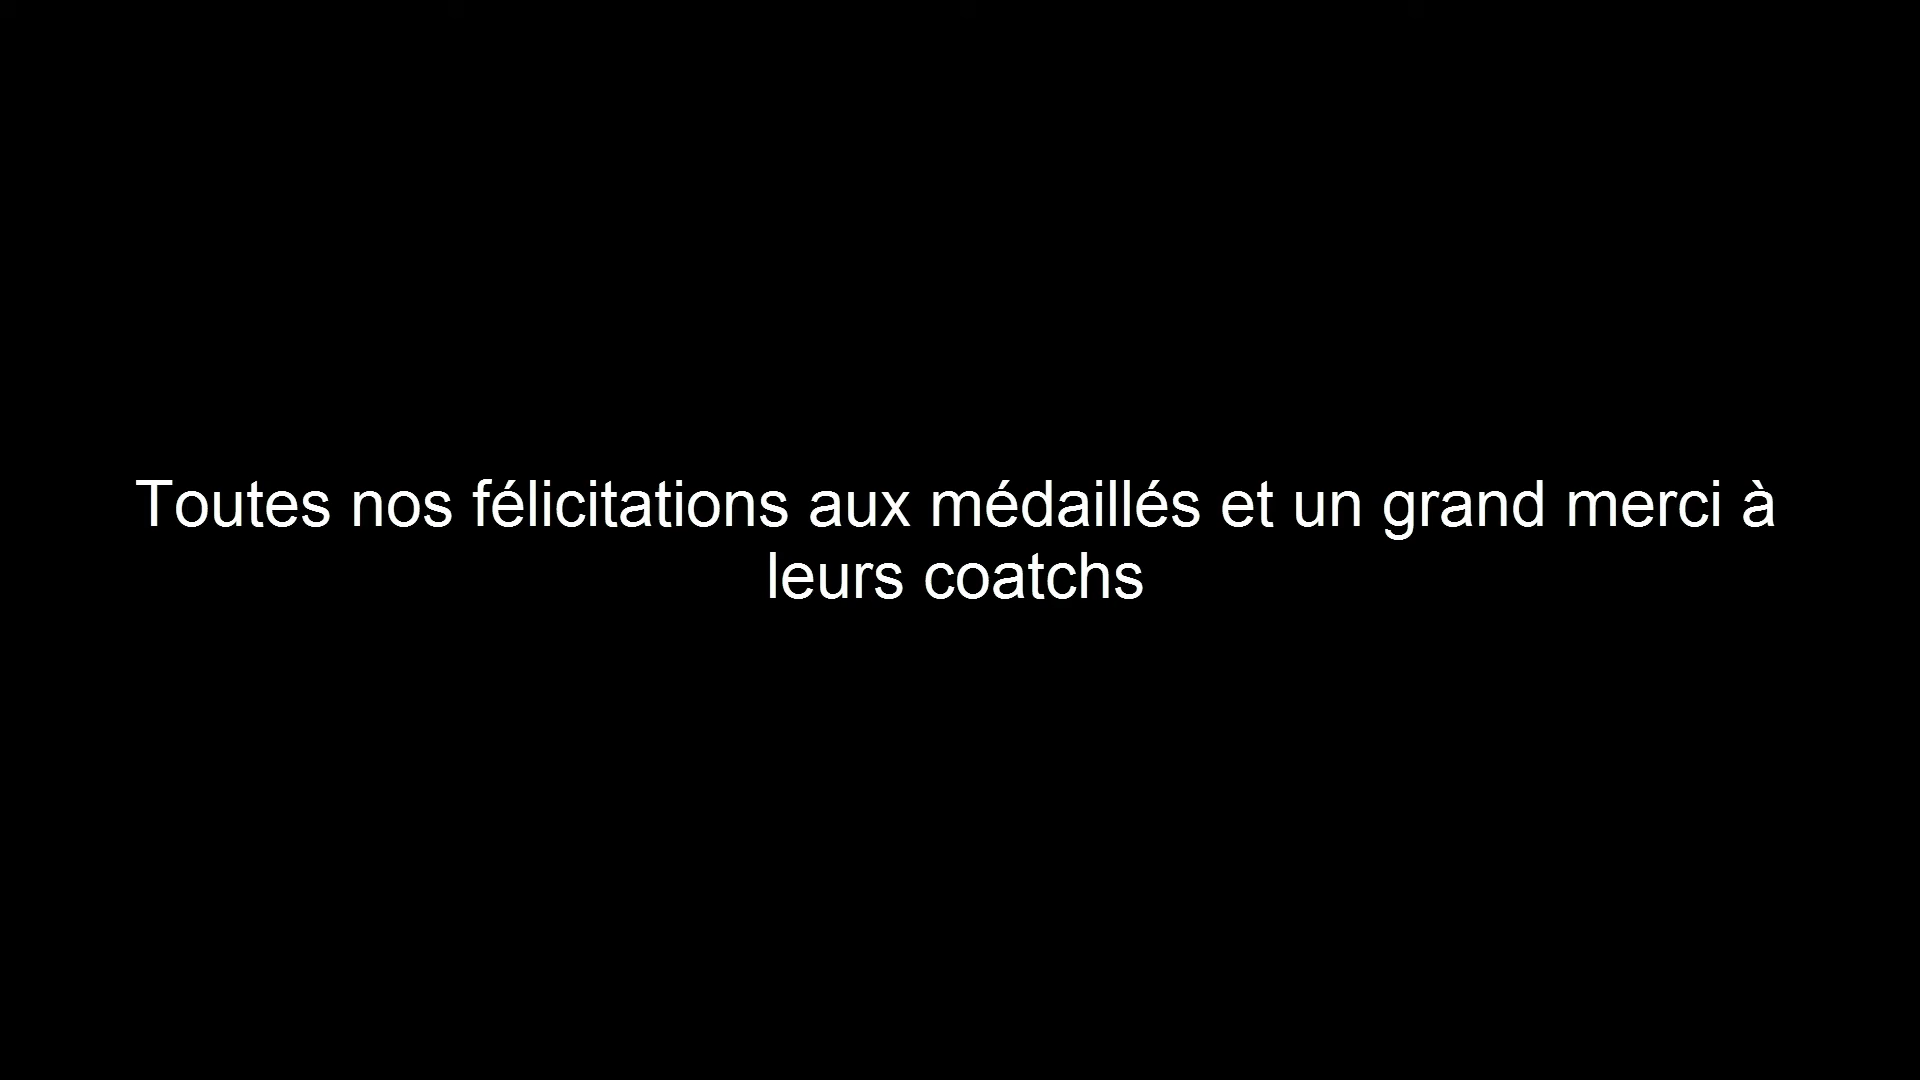 Toutes nos félicitations aux médaillés et un grand merci à
leurs coatchs